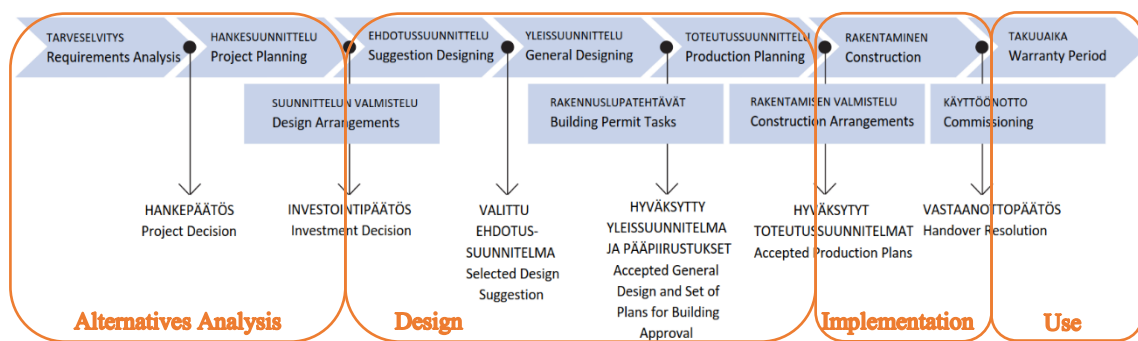 TARVESELVITYS
Requirements Analysis
HANKESUUNNITTELU
Project Planning
EHDOTUSSUUNNITTELU
Suggestion Designing
YLEISSUUNNITTELU
General Designing
TOTEUTUSSUUNNITTELU
Production Planning
RAKENTAMINEN
Construction
TAKUUAIKA
Warranty Period
SUUNNITTELUN VALMISTELU
Design Arrangements
RAKENNUSLUPATEHTÄVÄT
Building Permit Tasks
RAKENTAMISEN VALMISTELU
Construction Arrangements
KÄYTTÖÖNOTTO
Commissioning
HANKEPÄÄTÖS
Project Decision
INVESTOINTIPÄÄTÖS
Investment Decision
VALITTU
EHDOTUS-
SUUNNITELMA
Selected Design
Suggestion
HYVÄKSYTTY
YLEISSUUNNITELMA
JA PÄÄPIIRUSTUKSET
Accepted General
Design and Set of
Plans for Building
Approval
HYVÄKSYTYT
TOTEUTUSSUUNNITELMAT
Accepted Production Plans
VASTAANOTTOPÄÄTÖS
Handover Resolution
Alternatives Analysis
Design
Implementation
Use